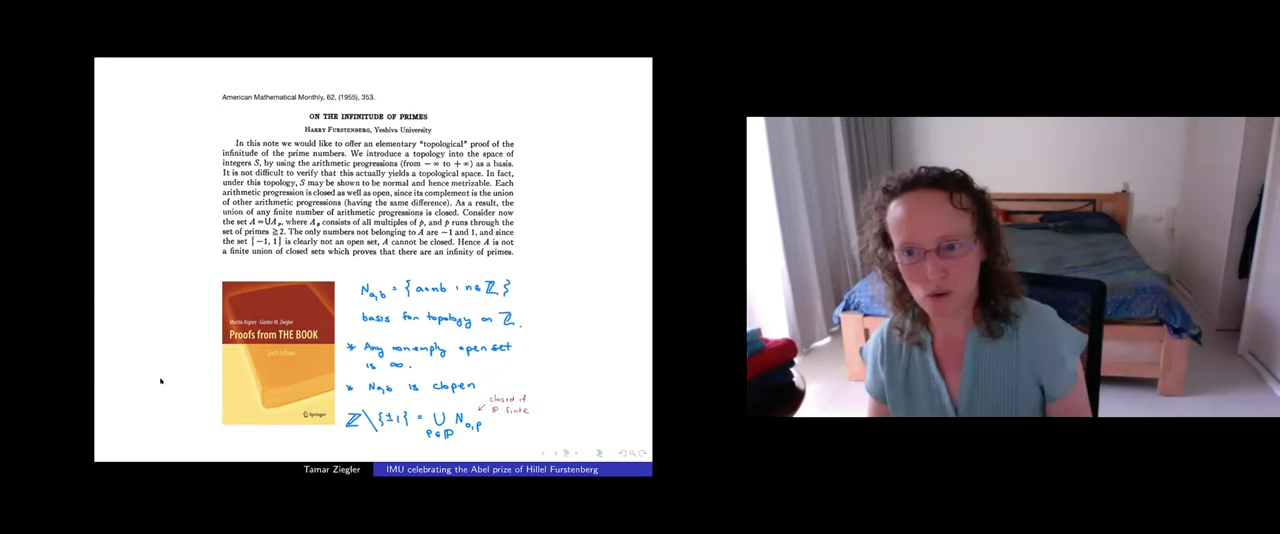 American Mathematical Monthly, 62, (1955), 353.
ON THE INFINITUDE OF PRIMES
HARRY FURSTENBERG, Yeshiva University
In this note we would like to offer an elementary “topological” proof of the
infinitude of the prime numbers. We introduce a topology into the space of
integers S, by using the arithmetic progressions (from −∞ to +∞) as a basis.
It is not difficult to verify that this actually yields a topological space. In fact,
under this topology, S may be shown to be normal and hence metrizable. Each
arithmetic progression is closed as well as open, since its complement is the union
of other arithmetic progressions (having the same difference). As a result, the
union of any finite number of arithmetic progressions is closed. Consider now
the set A=∪Aₚ, where Aₚ consists of all multiples of p, and p runs through the
set of primes ≧2. The only numbers not belonging to A are −1 and 1, and since
the set {−1, 1} is clearly not an open set, A cannot be closed. Hence A is not
a finite union of closed sets which proves that there are an infinity of primes.
Martin Aigner · Günter M. Ziegler
Proofs from THE BOOK
Sixth Edition
Springer
N_{a,b} = { a+nb : n ∈ ℤ }
basis for topology on ℤ.
* Any nonempty open set
is ∞.
* N_{a,b} is clopen
closed if
ℙ finite
ℤ \ {±1} = ∪_{p∈ℙ} N_{0,p}
Tamar Ziegler
IMU celebrating the Abel prize of Hillel Furstenberg